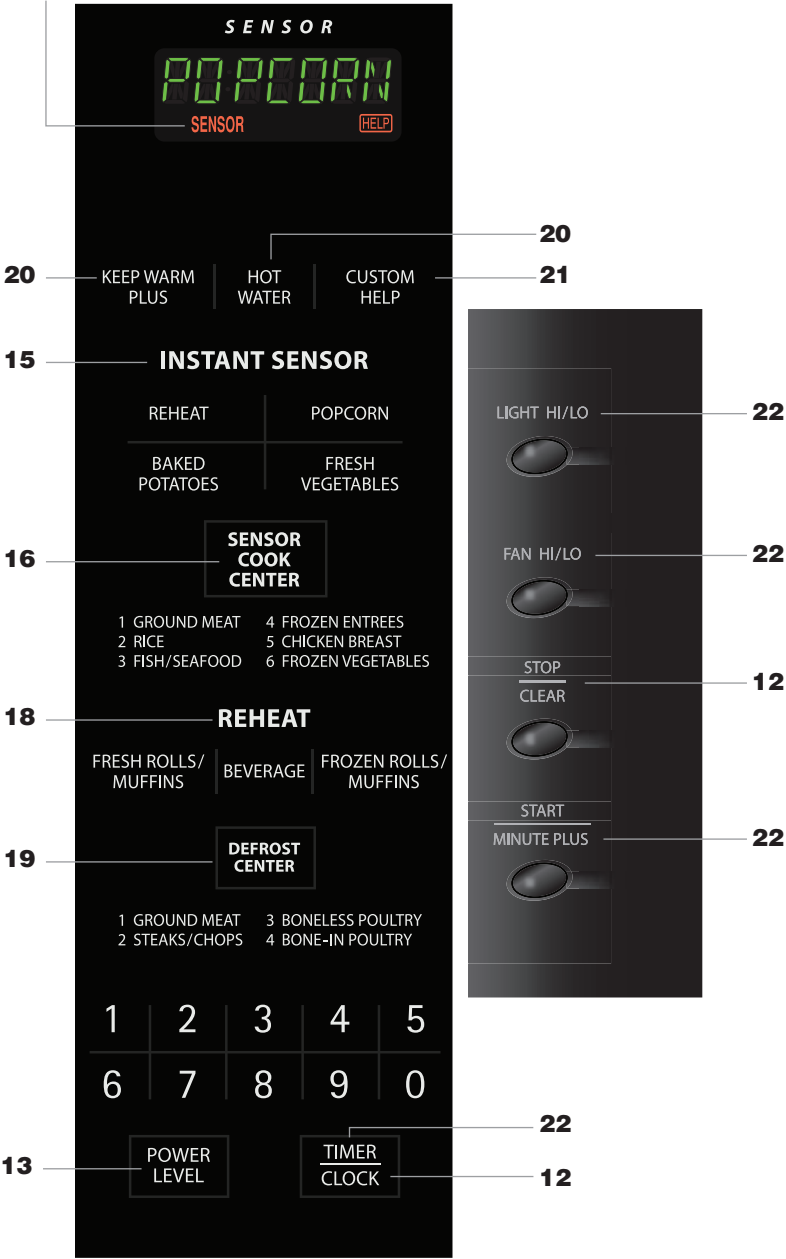 SENSOR
POPCORN
SENSOR HELP
20
20 KEEP WARM PLUS
HOT WATER
CUSTOM HELP 21
15 INSTANT SENSOR
REHEAT POPCORN
BAKED POTATOES
FRESH VEGETABLES
16 SENSOR COOK CENTER
1 GROUND MEAT 4 FROZEN ENTREES
2 RICE 5 CHICKEN BREAST
3 FISH/SEAFOOD 6 FROZEN VEGETABLES
18 REHEAT
FRESH ROLLS/ MUFFINS
BEVERAGE
FROZEN ROLLS/ MUFFINS
19 DEFROST CENTER
1 GROUND MEAT 3 BONELESS POULTRY
2 STEAKS/CHOPS 4 BONE-IN POULTRY
1 2 3 4 5
6 7 8 9 0
13 POWER LEVEL
22
TIMER
CLOCK 12
LIGHT HI/LO 22
FAN HI/LO 22
STOP
CLEAR 12
START
MINUTE PLUS 22